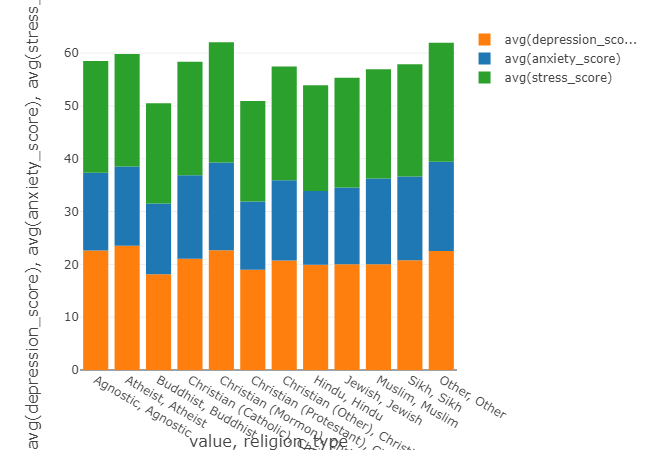 avg(depression_score), avg(anxiety_score), avg(stress_
60
50
40
30
20
10
0
avg(depression_sco...
avg(anxiety_score)
avg(stress_score)
Agnostic, Agnostic
Atheist, Atheist
Buddhist, Buddhist
Christian (Catholic),
Christian (Mormon),
Christian (Protestant),
Christian (Other), Christ
Hindu, Hindu
Jewish, Jewish
Muslim, Muslim
Sikh, Sikh
Other, Other
value, religion_type